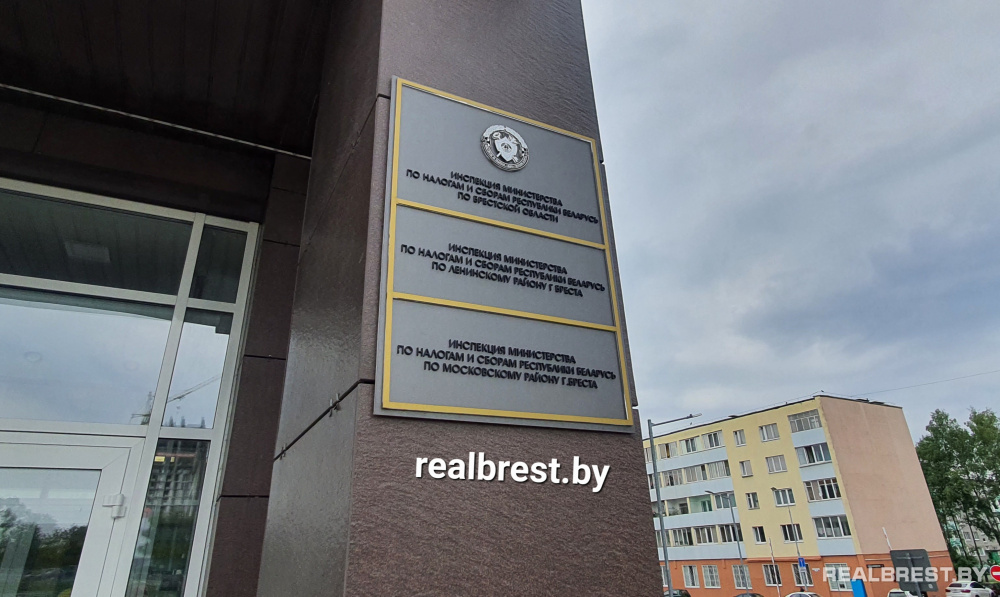 ИНСПЕКЦИЯ МИНИСТЕРСТВА
ПО НАЛОГАМ И СБОРАМ РЕСПУБЛИКИ БЕЛАРУСЬ
ПО БРЕСТСКОЙ ОБЛАСТИ
ИНСПЕКЦИЯ МИНИСТЕРСТВА
ПО НАЛОГАМ И СБОРАМ РЕСПУБЛИКИ БЕЛАРУСЬ
ПО ЛЕНИНСКОМУ РАЙОНУ Г БРЕСТА
ИНСПЕКЦИЯ МИНИСТЕРСТВА
ПО НАЛОГАМ И СБОРАМ РЕСПУБЛИКИ БЕЛАРУСЬ
ПО МОСКОВСКОМУ РАЙОНУ Г.БРЕСТА
realbrest.by
REALBREST.BY